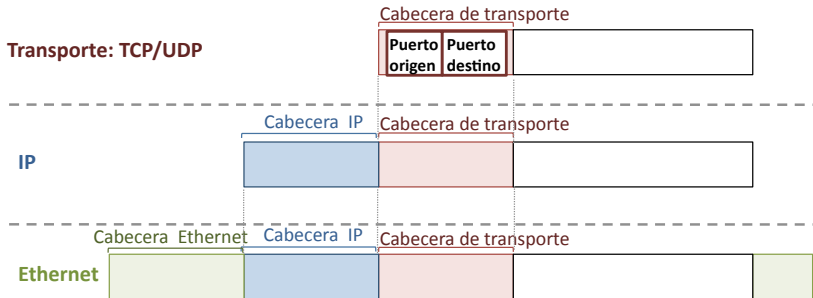 Cabecera de transporte
Transporte: TCP/UDP
Puerto origen
Puerto destino
Cabecera IP
Cabecera de transporte
IP
Cabecera Ethernet
Cabecera IP
Cabecera de transporte
Ethernet